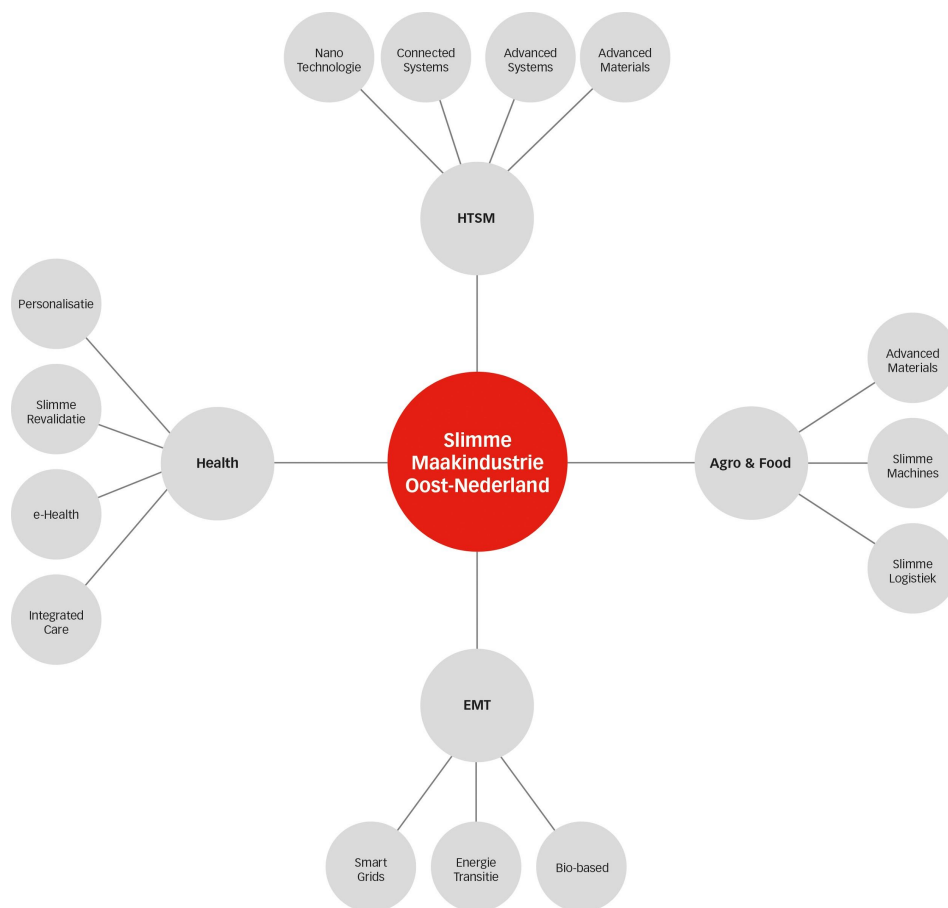 Nano
Technologie
Connected
Systems
Advanced
Systems
Advanced
Materials
HTSM
Personalisatie
Slimme
Revalidatie
e-Health
Integrated
Care
Health
Slimme
Maakindustrie
Oost-Nederland
Agro & Food
Advanced
Materials
Slimme
Machines
Slimme
Logistiek
EMT
Smart
Grids
Energie
Transitie
Bio-based